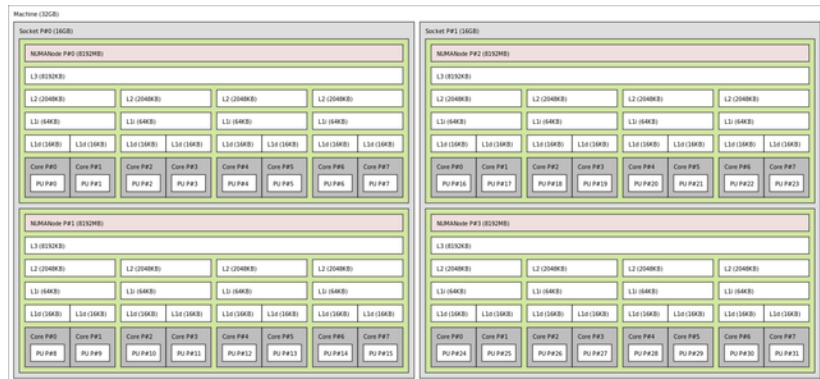 Machine (32GB)
Socket P#0 (16GB)
NUMANode P#0 (8192MB)
L3 (8192KB)
L2 (2048KB) L2 (2048KB) L2 (2048KB) L2 (2048KB)
L1i (64KB) L1i (64KB) L1i (64KB) L1i (64KB)
L1d (16KB) L1d (16KB) L1d (16KB) L1d (16KB) L1d (16KB) L1d (16KB) L1d (16KB) L1d (16KB)
Core P#0 Core P#1 Core P#2 Core P#3 Core P#4 Core P#5 Core P#6 Core P#7
PU P#0 PU P#1 PU P#2 PU P#3 PU P#4 PU P#5 PU P#6 PU P#7
NUMANode P#1 (8192MB)
L3 (8192KB)
L2 (2048KB) L2 (2048KB) L2 (2048KB) L2 (2048KB)
L1i (64KB) L1i (64KB) L1i (64KB) L1i (64KB)
L1d (16KB) L1d (16KB) L1d (16KB) L1d (16KB) L1d (16KB) L1d (16KB) L1d (16KB) L1d (16KB)
Core P#0 Core P#1 Core P#2 Core P#3 Core P#4 Core P#5 Core P#6 Core P#7
PU P#8 PU P#9 PU P#10 PU P#11 PU P#12 PU P#13 PU P#14 PU P#15
Socket P#1 (16GB)
NUMANode P#2 (8192MB)
L3 (8192KB)
L2 (2048KB) L2 (2048KB) L2 (2048KB) L2 (2048KB)
L1i (64KB) L1i (64KB) L1i (64KB) L1i (64KB)
L1d (16KB) L1d (16KB) L1d (16KB) L1d (16KB) L1d (16KB) L1d (16KB) L1d (16KB) L1d (16KB)
Core P#0 Core P#1 Core P#2 Core P#3 Core P#4 Core P#5 Core P#6 Core P#7
PU P#16 PU P#17 PU P#18 PU P#19 PU P#20 PU P#21 PU P#22 PU P#23
NUMANode P#3 (8192MB)
L3 (8192KB)
L2 (2048KB) L2 (2048KB) L2 (2048KB) L2 (2048KB)
L1i (64KB) L1i (64KB) L1i (64KB) L1i (64KB)
L1d (16KB) L1d (16KB) L1d (16KB) L1d (16KB) L1d (16KB) L1d (16KB) L1d (16KB) L1d (16KB)
Core P#0 Core P#1 Core P#2 Core P#3 Core P#4 Core P#5 Core P#6 Core P#7
PU P#24 PU P#25 PU P#26 PU P#27 PU P#28 PU P#29 PU P#30 PU P#31